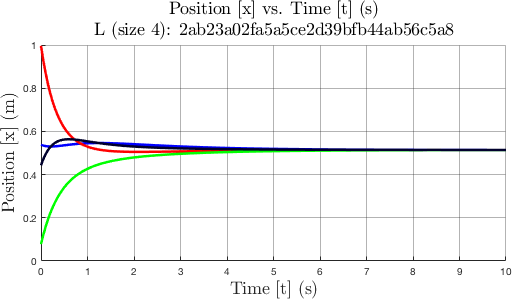 Position [x] vs. Time [t] (s)
L (size 4): 2ab23a02fa5a5ce2d39bfb44ab56c5a8
Position [x] (m)
1
0.8
0.6
0.4
0.2
0
0 1 2 3 4 5 6 7 8 9 10
Time [t] (s)